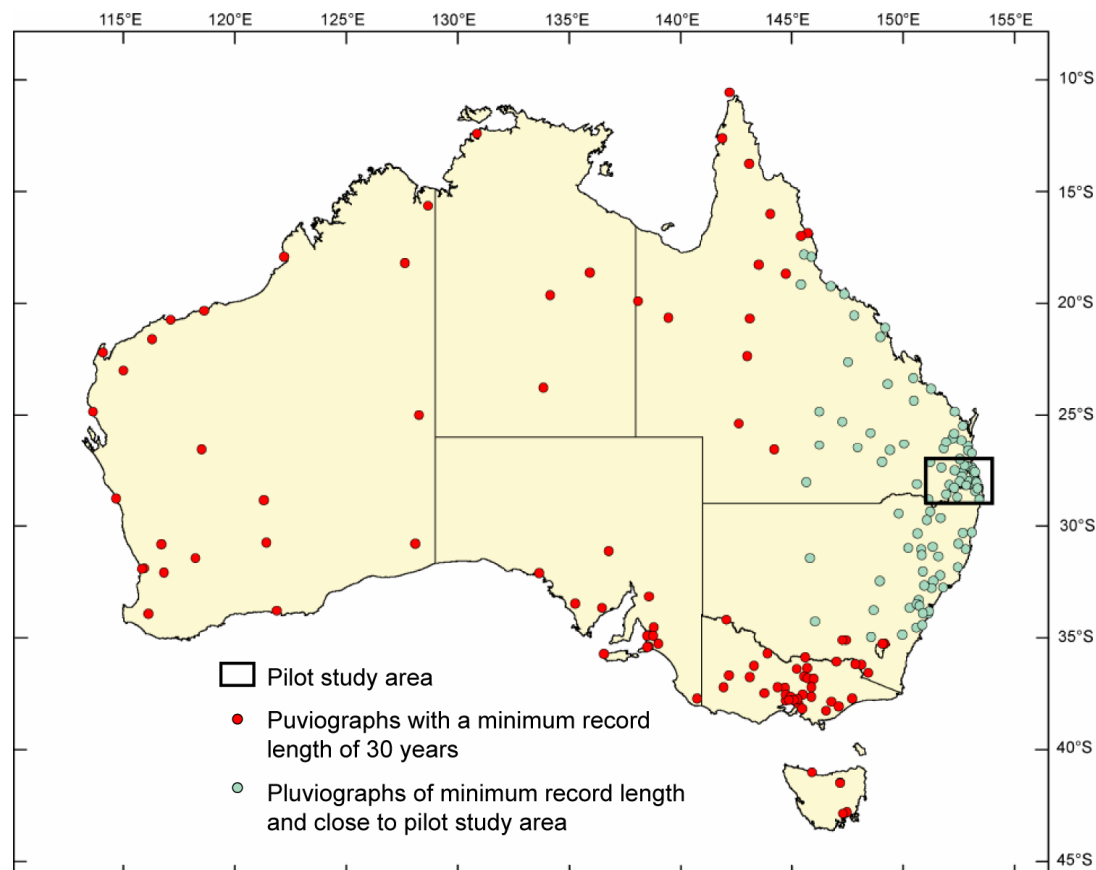 115°E 120°E 125°E 130°E 135°E 140°E 145°E 150°E 155°E
10°S
15°S
20°S
25°S
30°S
35°S
Pilot study area
Puviographs with a minimum record
length of 30 years
40°S
Pluviographs of minimum record length
and close to pilot study area
45°S